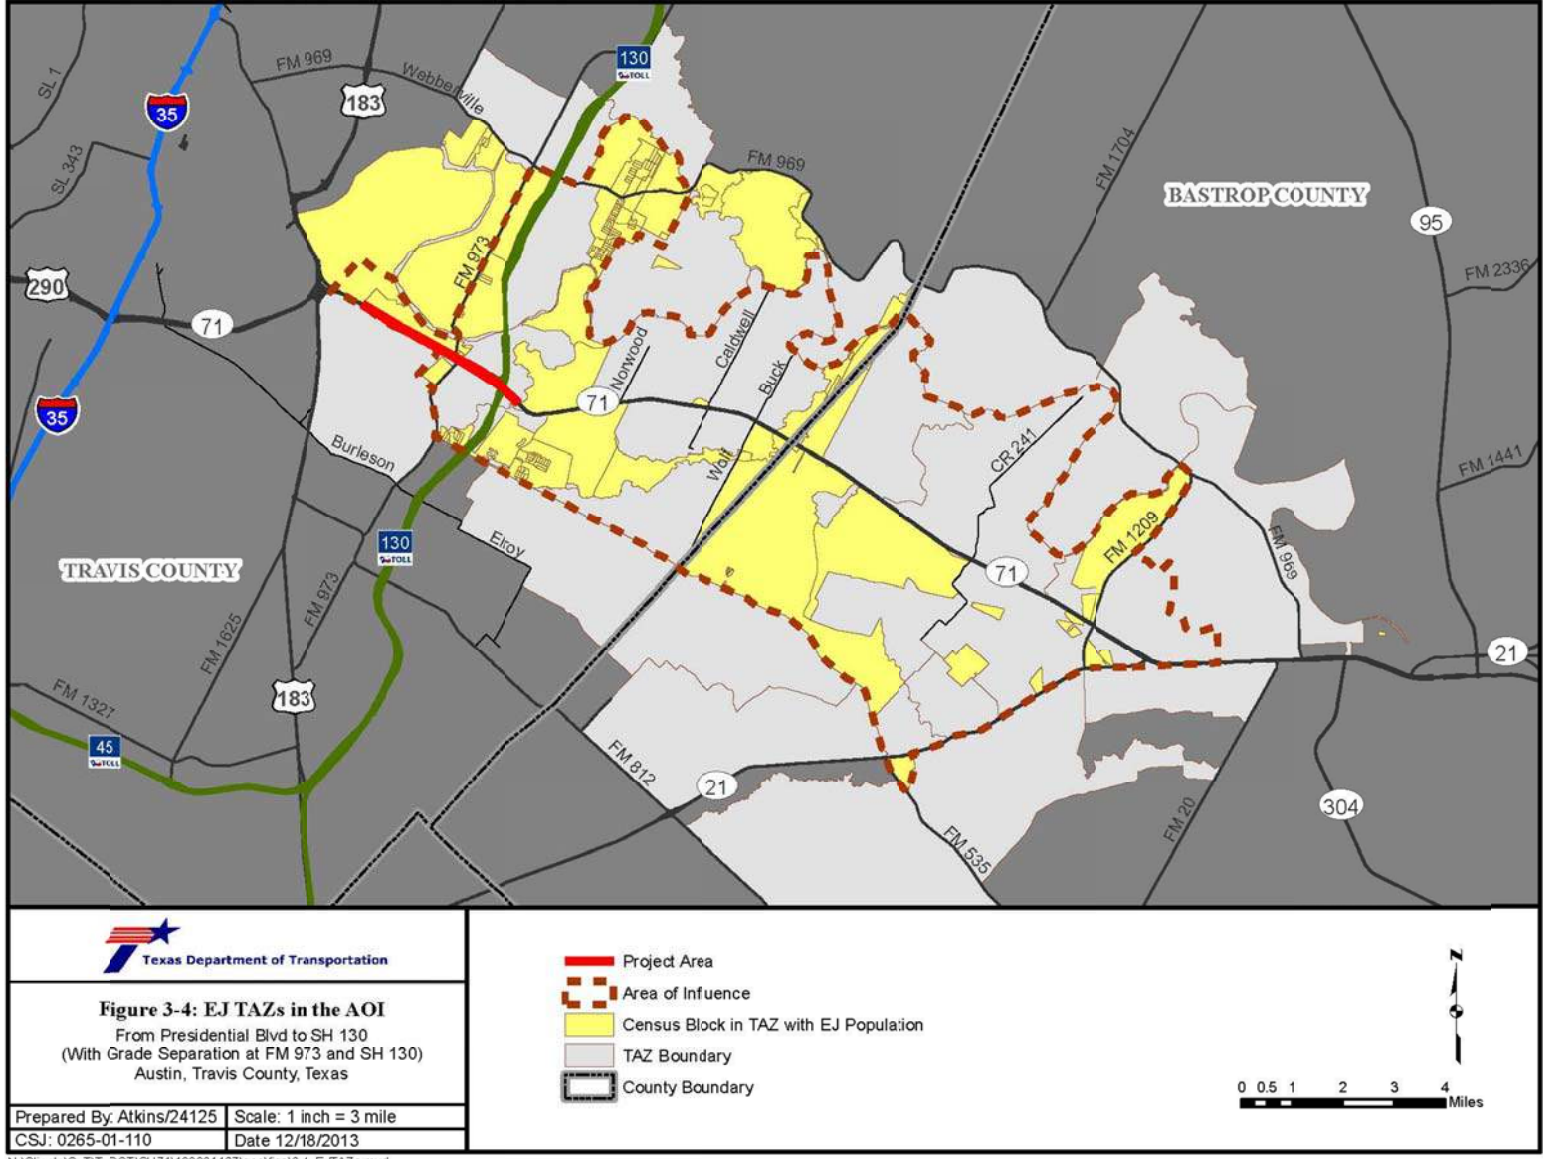 SL 1
FM 969
Webberville
183
35
130
TOLL
SL 343
FM 969
FM 1704
BASTROP COUNTY
95
FM 2336
290
71
FM 973
Norwood
Caldwell
Buck
35
71
Burleson
Wolf
CR 241
FM 1441
FM 1209
FM 969
130
TOLL
Elroy
71
TRAVIS COUNTY
FM 973
FM 1625
21
183
FM 1327
45
TOLL
FM 812
21
FM 20
304
FM 535
Texas Department of Transportation
Figure 3-4: EJ TAZs in the AOI
From Presidential Blvd to SH 130
(With Grade Separation at FM 973 and SH 130)
Austin, Travis County, Texas
Prepared By: Atkins/24125
Scale: 1 inch = 3 mile
CSJ: 0265-01-110
Date 12/18/2013
Project Area
Area of Infuence
Census Block in TAZ with EJ Population
TAZ Boundary
County Boundary
N
0 0.5 1 2 3 4
Miles